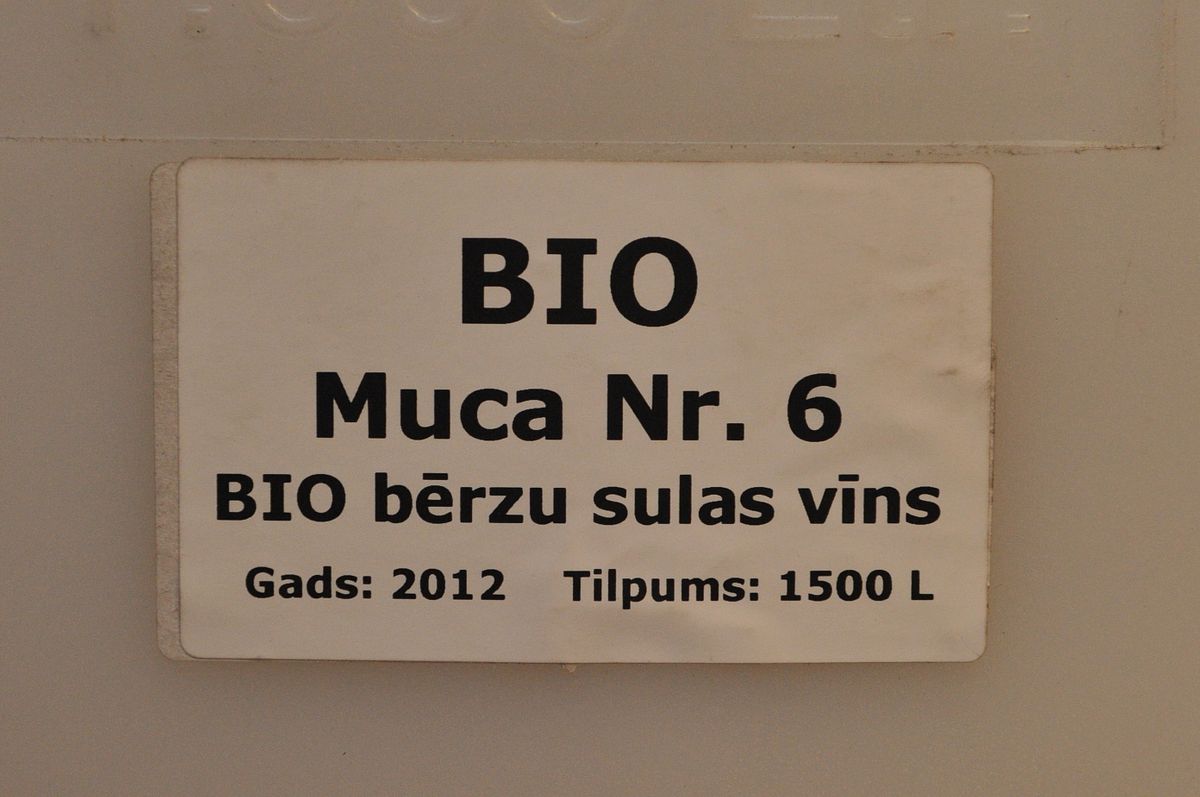 BIO
Muca Nr. 6
BIO bērzu sulas vīns
Gads: 2012 Tilpums: 1500 L